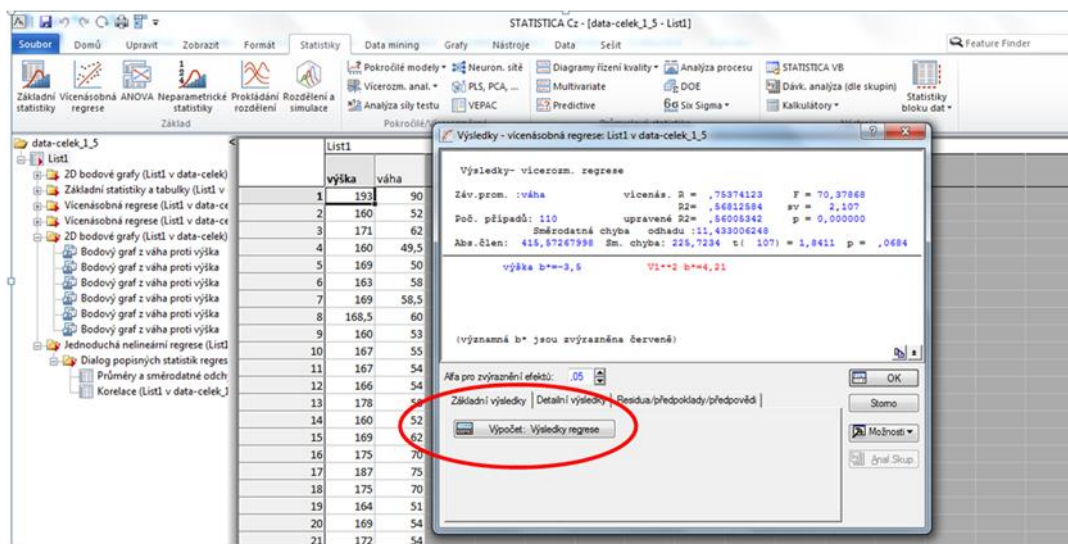 STATISTICA Cz - [data-celek_1_5 - List1]
Soubor Domů Upravit Zobrazit Formát Statistiky Data mining Grafy Nástroje Data Sešit Feature Finder
Základní statistiky Vícenásobná regrese ANOVA Neparametrické statistiky Prokládání rozdělení Rozdělení a simulace
Pokročilé modely Neuron. sítě Diagramy řízení kvality Analýza procesu STATISTICA VB
Vícerozm. anal. PLS, PCA, ... Multivariate DOE Dávk. analýza (dle skupin)
Analýza síly testu VEPAC Predictive 6σ Six Sigma Kalkulátory
Statistiky bloku dat
Základ
data-celek_1_5
List1
2D bodové grafy (List1 v data-celek)
Základní statistiky a tabulky (List1 v
Vícenásobná regrese (List1 v data-ce
Vícenásobná regrese (List1 v data-ce
2D bodové grafy (List1 v data-celek)
Bodový graf z váha proti výška
Bodový graf z váha proti výška
Bodový graf z váha proti výška
Bodový graf z váha proti výška
Bodový graf z váha proti výška
Jednoduchá nelineární regrese (List1
Dialog popisných statistik regres
Průměry a směrodatné odch
Korelace (List1 v data-celek_1
List1
výška váha
1 193 90
2 160 52
3 171 62
4 160 49,5
5 169 50
6 163 58
7 169 58,5
8 168,5 60
9 160 53
10 167 55
11 167 54
12 166 54
13 178 58
14 160 52
15 169 62
16 175 70
17 187 75
18 175 70
19 164 51
20 169 54
21 172 54
Výsledky - vícenásobná regrese: List1 v data-celek_1_5
Výsledky- vícerozm. regrese
Záv.prom. :váha vícenás. R = ,75374123 F = 70,37868
R2= ,56812584 sv = 2,107
Poč. případů: 110 upravené R2= ,56005342 p = 0,000000
Směrodatná chyba odhadu :11,433006248
Abs.člen: 415,57267998 Sm. chyba: 225,7234 t( 107) = 1,8411 p = ,0684
výška b*=-3,5 V1**2 b*=4,21
(významná b* jsou zvýrazněna červeně)
Alfa pro zvýraznění efektů: ,05
OK
Základní výsledky Detailní výsledky Residua/předpoklady/předpovědi
Storno
Výpočet: Výsledky regrese
Možnosti
Anal.Skup.